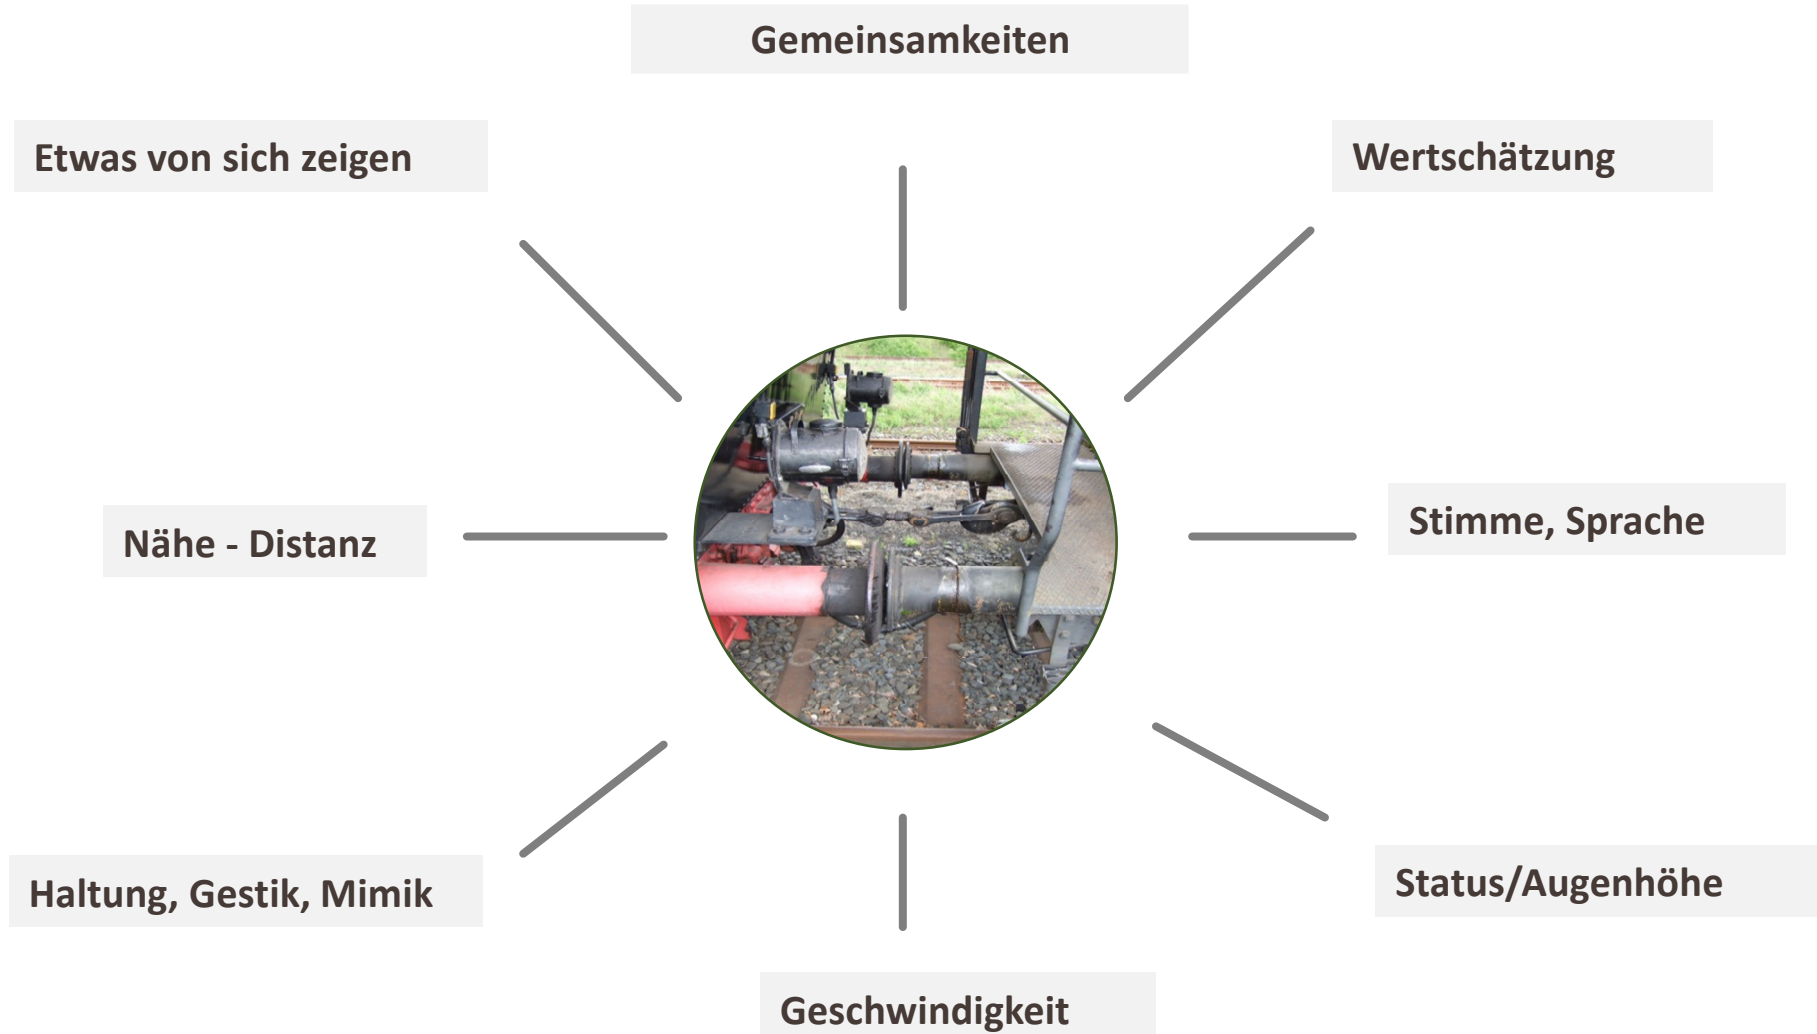 Gemeinsamkeiten
Etwas von sich zeigen
Wertschätzung
Nähe - Distanz
Stimme, Sprache
Haltung, Gestik, Mimik
Status/Augenhöhe
Geschwindigkeit